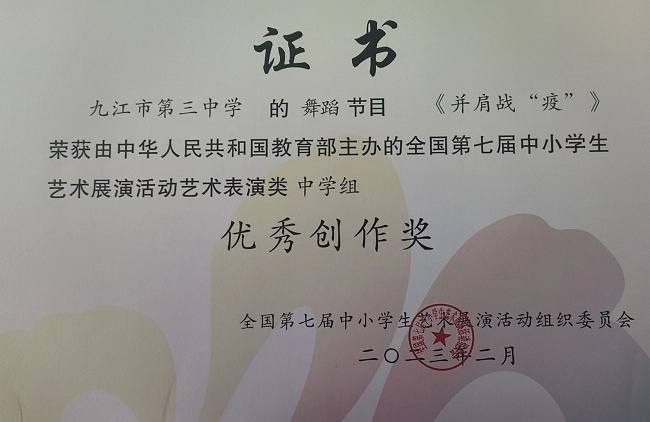 证书
九江市第三中学 的 舞蹈 节目 《并肩战“疫”》
荣获由中华人民共和国教育部主办的全国第七届中小学生
艺术展演活动艺术表演类 中学组
优秀创作奖
全国第七届中小学生艺术展演活动组织委员会
二〇二三年二月